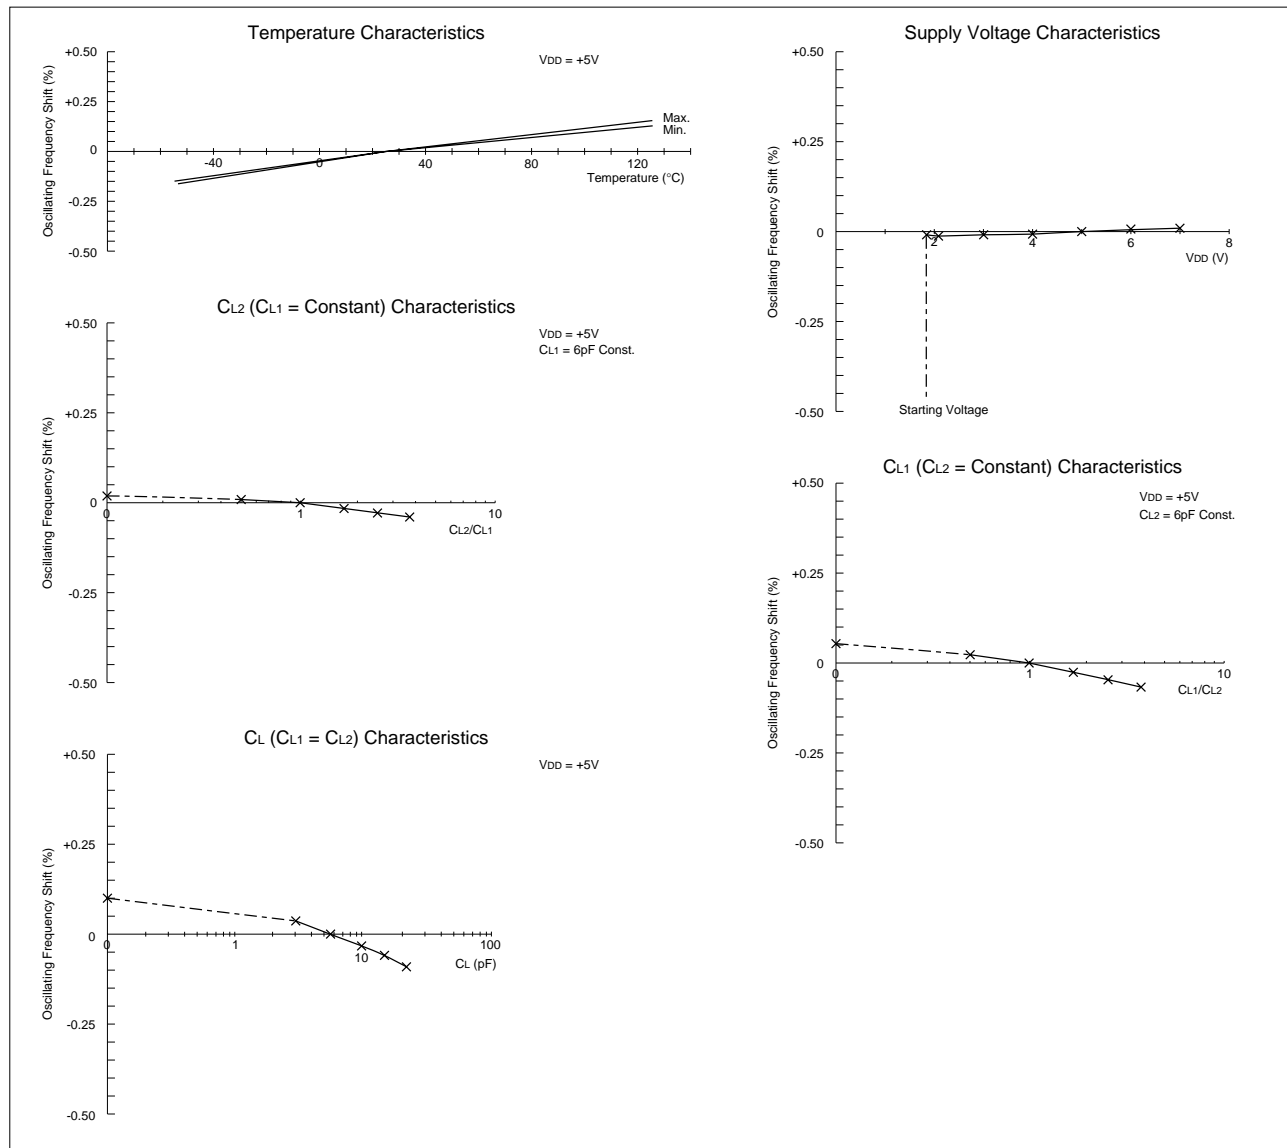 Temperature Characteristics
VDD = +5V
Oscillating Frequency Shift (%)
+0.50
+0.25
0
-0.25
-0.50
-40
0
40
80
120
Max.
Min.
Temperature (°C)
Supply Voltage Characteristics
Oscillating Frequency Shift (%)
+0.50
+0.25
0
-0.25
-0.50
2
4
6
8
VDD (V)
Starting Voltage
CL2 (CL1 = Constant) Characteristics
VDD = +5V
CL1 = 6pF Const.
Oscillating Frequency Shift (%)
+0.50
+0.25
0
-0.25
-0.50
0
1
10
CL2/CL1
CL1 (CL2 = Constant) Characteristics
VDD = +5V
CL2 = 6pF Const.
Oscillating Frequency Shift (%)
+0.50
+0.25
0
-0.25
-0.50
0
1
10
CL1/CL2
CL (CL1 = CL2) Characteristics
VDD = +5V
Oscillating Frequency Shift (%)
+0.50
+0.25
0
-0.25
-0.50
0
1
10
100
CL (pF)